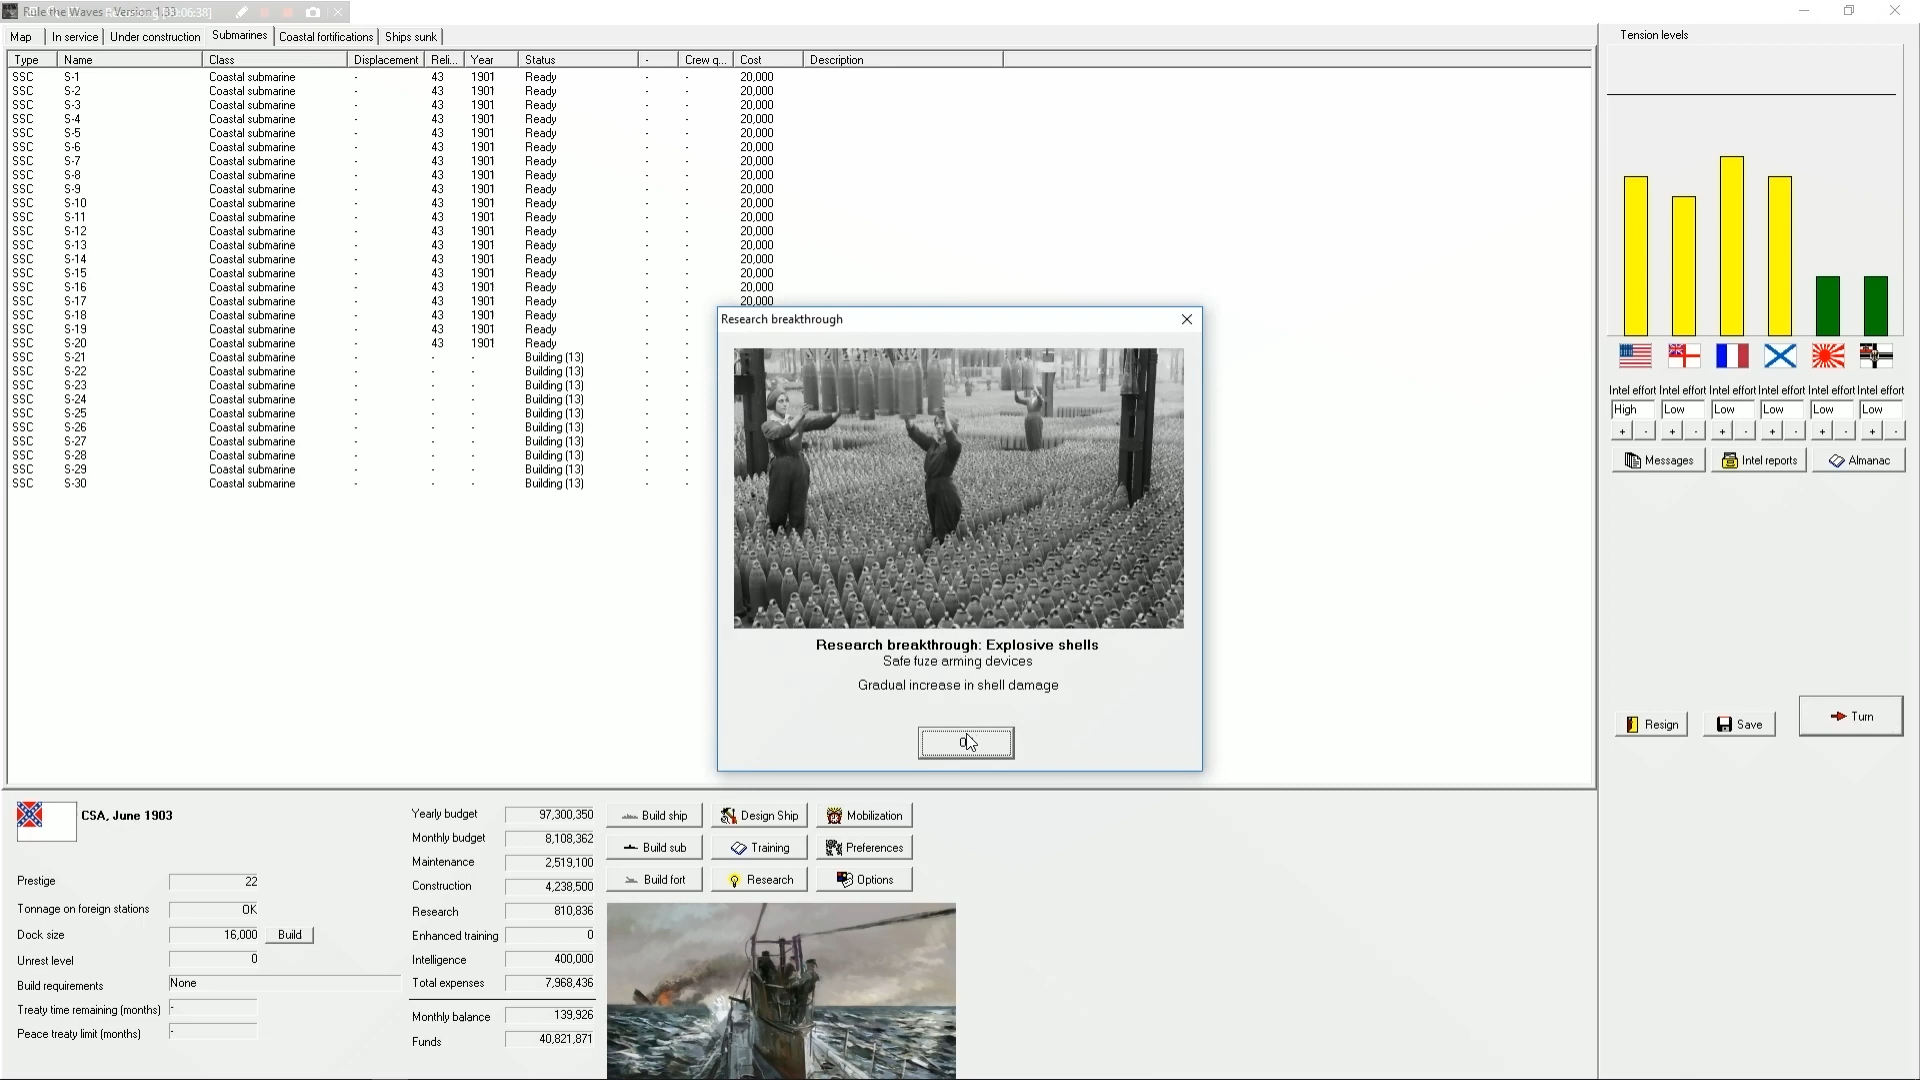 Rule the Waves - Version 1.33
[00:06:38]
Map In service Under construction Submarines Coastal fortifications Ships sunk
Type Name Class Displacement Reli... Year Status - Crew q... Cost Description
SSC S-1 Coastal submarine - 43 1901 Ready - - 20,000
SSC S-2 Coastal submarine - 43 1901 Ready - - 20,000
SSC S-3 Coastal submarine - 43 1901 Ready - - 20,000
SSC S-4 Coastal submarine - 43 1901 Ready - - 20,000
SSC S-5 Coastal submarine - 43 1901 Ready - - 20,000
SSC S-6 Coastal submarine - 43 1901 Ready - - 20,000
SSC S-7 Coastal submarine - 43 1901 Ready - - 20,000
SSC S-8 Coastal submarine - 43 1901 Ready - - 20,000
SSC S-9 Coastal submarine - 43 1901 Ready - - 20,000
SSC S-10 Coastal submarine - 43 1901 Ready - - 20,000
SSC S-11 Coastal submarine - 43 1901 Ready - - 20,000
SSC S-12 Coastal submarine - 43 1901 Ready - - 20,000
SSC S-13 Coastal submarine - 43 1901 Ready - - 20,000
SSC S-14 Coastal submarine - 43 1901 Ready - - 20,000
SSC S-15 Coastal submarine - 43 1901 Ready - - 20,000
SSC S-16 Coastal submarine - 43 1901 Ready - - 20,000
SSC S-17 Coastal submarine - 43 1901 Ready - - 20,000
SSC S-18 Coastal submarine - 43 1901 Ready - -
SSC S-19 Coastal submarine - 43 1901 Ready - -
SSC S-20 Coastal submarine - 43 1901 Ready - -
SSC S-21 Coastal submarine - - - Building (13) - -
SSC S-22 Coastal submarine - - - Building (13) - -
SSC S-23 Coastal submarine - - - Building (13) - -
SSC S-24 Coastal submarine - - - Building (13) - -
SSC S-25 Coastal submarine - - - Building (13) - -
SSC S-26 Coastal submarine - - - Building (13) - -
SSC S-27 Coastal submarine - - - Building (13) - -
SSC S-28 Coastal submarine - - - Building (13) - -
SSC S-29 Coastal submarine - - - Building (13) - -
SSC S-30 Coastal submarine - - - Building (13) - -
Research breakthrough
Research breakthrough: Explosive shells
Safe fuze arming devices
Gradual increase in shell damage
Tension levels
Intel effort Intel effort Intel effort Intel effort Intel effort Intel effort
High Low Low Low Low Low
+ - + - + - + - + - + -
Messages Intel reports Almanac
Resign Save Turn
CSA, June 1903
Prestige 22
Tonnage on foreign stations OK
Dock size 16,000 Build
Unrest level 0
Build requirements None
Treaty time remaining (months) -
Peace treaty limit (months) -
Yearly budget 97,300,350
Monthly budget 8,108,362
Maintenance 2,519,100
Construction 4,238,500
Research 810,836
Enhanced training 0
Intelligence 400,000
Total expenses 7,968,436
Monthly balance 139,926
Funds 40,821,871
Build ship Design Ship Mobilization
Build sub Training Preferences
Build fort Research Options